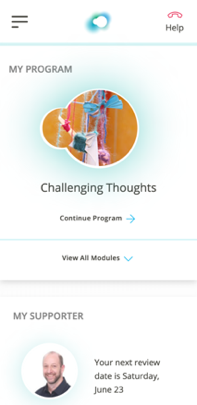 Help
MY PROGRAM
Challenging Thoughts
Continue Program
View All Modules
MY SUPPORTER
Your next review
date is Saturday,
June 23